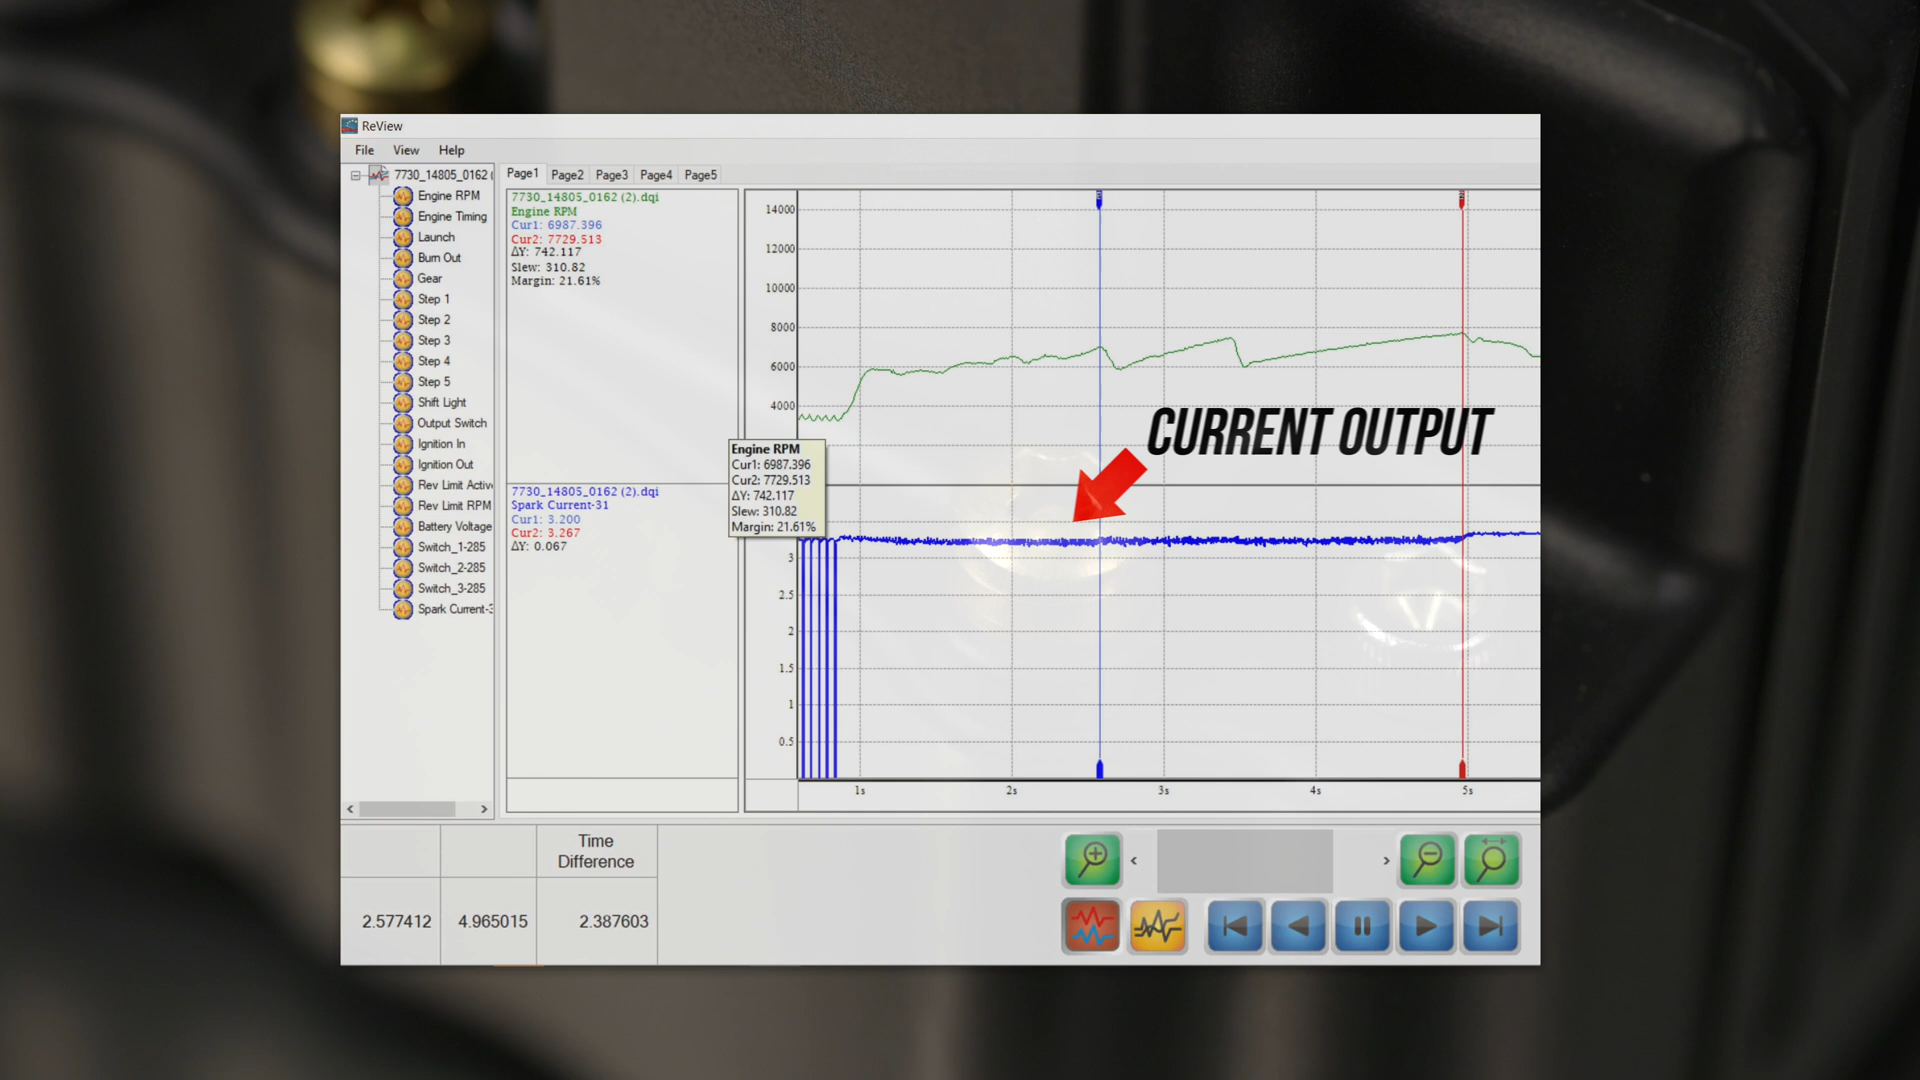 ReView
File View Help
7730_14805_0162 (
Engine RPM
Engine Timing
Launch
Burn Out
Gear
Step 1
Step 2
Step 3
Step 4
Step 5
Shift Light
Output Switch
Ignition In
Ignition Out
Rev Limit Activ
Rev Limit RPM
Battery Voltage
Switch_1-285
Switch_2-285
Switch_3-285
Spark Current-3
Page1 Page2 Page3 Page4 Page5
7730_14805_0162 (2).dqi
Engine RPM
Cur1: 6987.396
Cur2: 7729.513
ΔY: 742.117
Slew: 310.82
Margin: 21.61%
7730_14805_0162 (2).dqi
Spark Current-31
Cur1: 3.200
Cur2: 3.267
ΔY: 0.067
14000
12000
10000
8000
6000
4000
Engine RPM
Cur1: 6987.396
Cur2: 7729.513
ΔY: 742.117
Slew: 310.82
Margin: 21.61%
CURRENT OUTPUT
3
2.5
2
1.5
1
0.5
1s 2s 3s 4s 5s
Time
Difference
2.577412 4.965015 2.387603